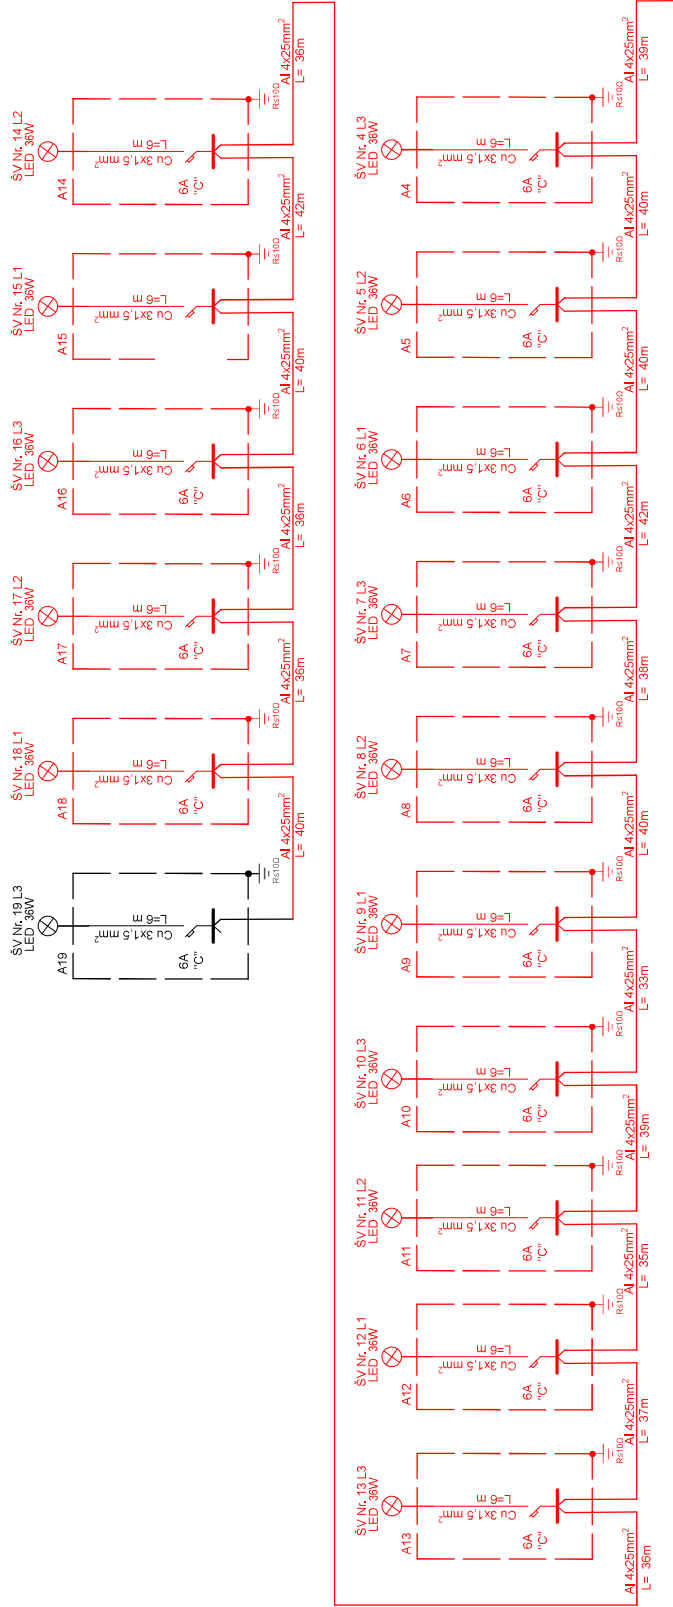 ŠV Nr. 14 L2
LED 36W
A14
Cu 3x1,5 mm²
L=6 m
6A
"C"
R≤10Ω
Al 4x25mm²
L= 36m
ŠV Nr. 15 L1
LED 36W
A15
Cu 3x1,5 mm²
L=6 m
6A
"C"
R≤10Ω
Al 4x25mm²
L= 42m
ŠV Nr. 16 L3
LED 36W
A16
Cu 3x1,5 mm²
L=6 m
6A
"C"
R≤10Ω
Al 4x25mm²
L= 40m
ŠV Nr. 17 L2
LED 36W
A17
Cu 3x1,5 mm²
L=6 m
6A
"C"
R≤10Ω
Al 4x25mm²
L= 36m
ŠV Nr. 18 L1
LED 36W
A18
Cu 3x1,5 mm²
L=6 m
6A
"C"
R≤10Ω
Al 4x25mm²
L= 36m
ŠV Nr. 19 L3
LED 36W
A19
Cu 3x1,5 mm²
L=6 m
6A
"C"
R≤10Ω
Al 4x25mm²
L= 40m
ŠV Nr. 4 L3
LED 36W
A4
Cu 3x1,5 mm²
L=6 m
6A
"C"
R≤10Ω
Al 4x25mm²
L= 39m
ŠV Nr. 5 L2
LED 36W
A5
Cu 3x1,5 mm²
L=6 m
6A
"C"
R≤10Ω
Al 4x25mm²
L= 40m
ŠV Nr. 6 L1
LED 36W
A6
Cu 3x1,5 mm²
L=6 m
6A
"C"
R≤10Ω
Al 4x25mm²
L= 40m
ŠV Nr. 7 L3
LED 36W
A7
Cu 3x1,5 mm²
L=6 m
6A
"C"
R≤10Ω
Al 4x25mm²
L= 42m
ŠV Nr. 8 L2
LED 36W
A8
Cu 3x1,5 mm²
L=6 m
6A
"C"
R≤10Ω
Al 4x25mm²
L= 38m
ŠV Nr. 9 L1
LED 36W
A9
Cu 3x1,5 mm²
L=6 m
6A
"C"
R≤10Ω
Al 4x25mm²
L= 40m
ŠV Nr. 10 L3
LED 36W
A10
Cu 3x1,5 mm²
L=6 m
6A
"C"
R≤10Ω
Al 4x25mm²
L= 33m
ŠV Nr. 11 L2
LED 36W
A11
Cu 3x1,5 mm²
L=6 m
6A
"C"
R≤10Ω
Al 4x25mm²
L= 39m
ŠV Nr. 12 L1
LED 36W
A12
Cu 3x1,5 mm²
L=6 m
6A
"C"
R≤10Ω
Al 4x25mm²
L= 35m
ŠV Nr. 13 L3
LED 36W
A13
Cu 3x1,5 mm²
L=6 m
6A
"C"
R≤10Ω
Al 4x25mm²
L= 37m
Al 4x25mm²
L= 36m